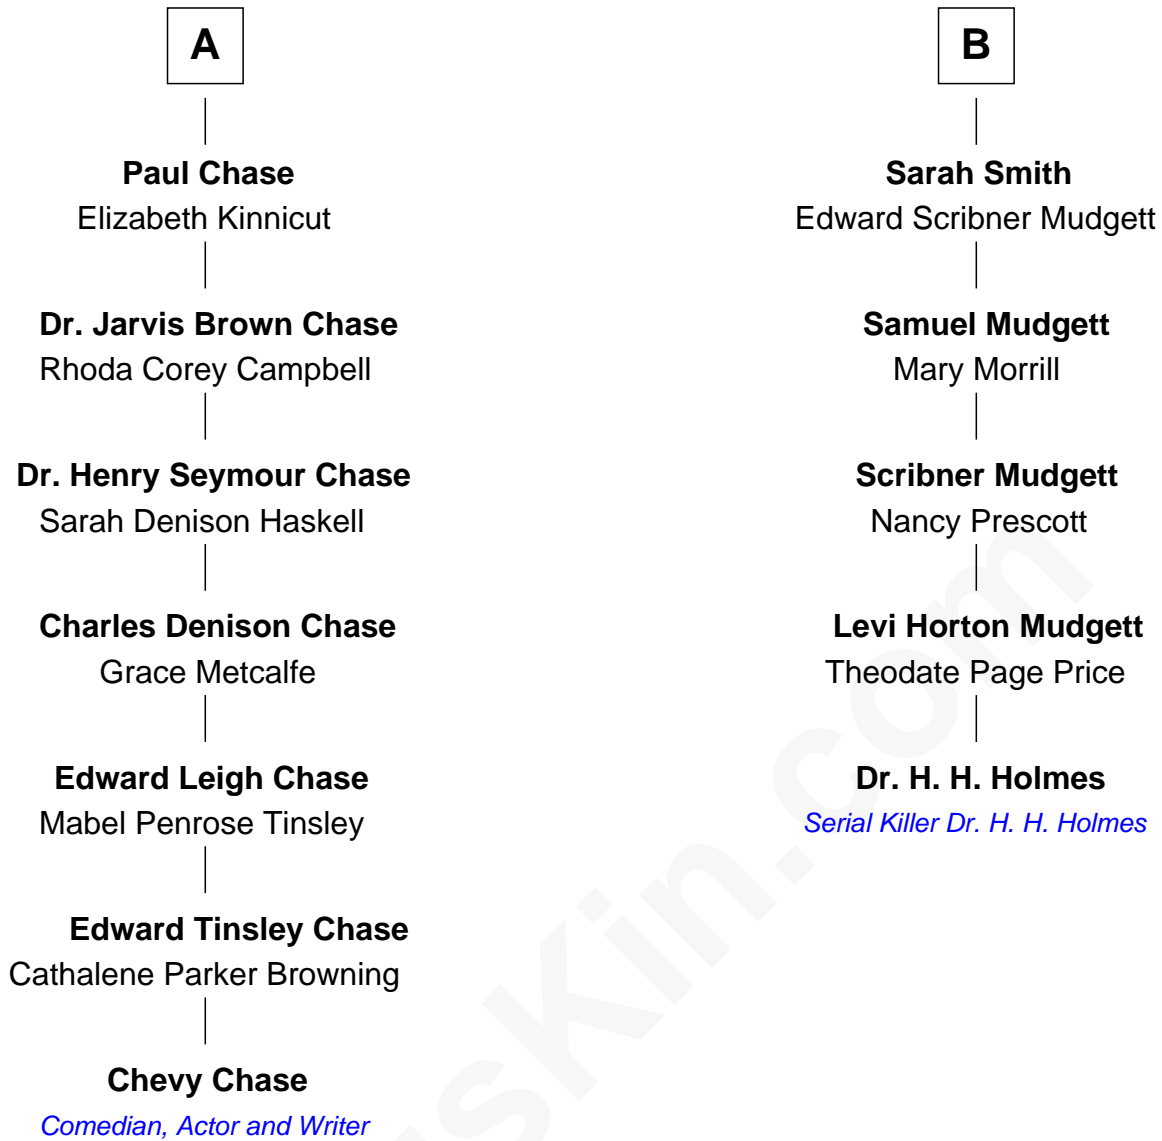 A
Paul Chase
Elizabeth Kinnicut
Dr. Jarvis Brown Chase
Rhoda Corey Campbell
Dr. Henry Seymour Chase
Sarah Denison Haskell
Charles Denison Chase
Grace Metcalfe
Edward Leigh Chase
Mabel Penrose Tinsley
Edward Tinsley Chase
Cathalene Parker Browning
Chevy Chase
Comedian, Actor and Writer
B
Sarah Smith
Edward Scribner Mudgett
Samuel Mudgett
Mary Morrill
Scribner Mudgett
Nancy Prescott
Levi Horton Mudgett
Theodate Page Price
Dr. H. H. Holmes
Serial Killer Dr. H. H. Holmes
usKin.com